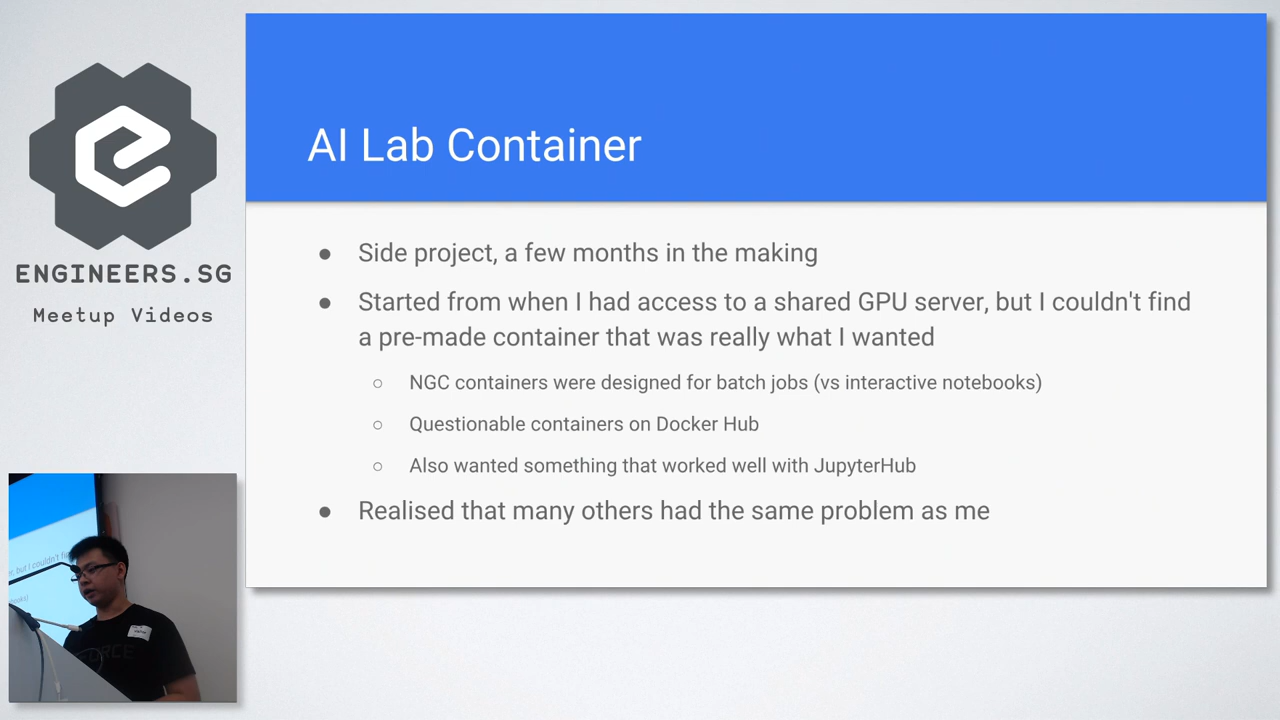 AI Lab Container
● Side project, a few months in the making
● Started from when I had access to a shared GPU server, but I couldn't find
a pre-made container that was really what I wanted
○ NGC containers were designed for batch jobs (vs interactive notebooks)
○ Questionable containers on Docker Hub
○ Also wanted something that worked well with JupyterHub
● Realised that many others had the same problem as me
ENGINEERS.SG
Meetup Videos
but I couldn't